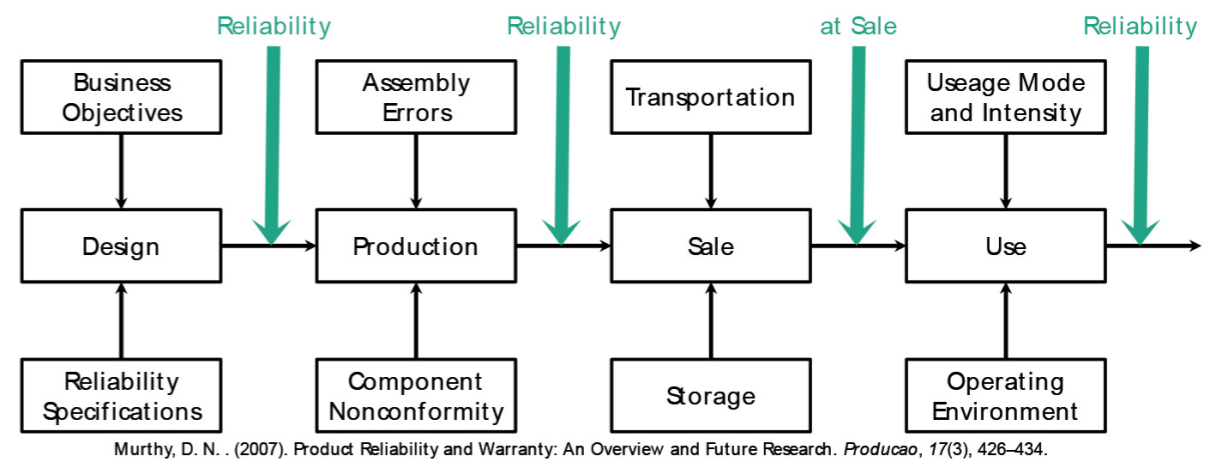 Reliability
Reliability
at Sale
Reliability
Business
Objectives
Assembly
Errors
Transportation
Useage Mode
and Intensity
Design
Production
Sale
Use
Reliability
Specifications
Component
Nonconformity
Storage
Operating
Environment
Murthy, D. N. . (2007). Product Reliability and Warranty: An Overview and Future Research. Producao, 17(3), 426–434.